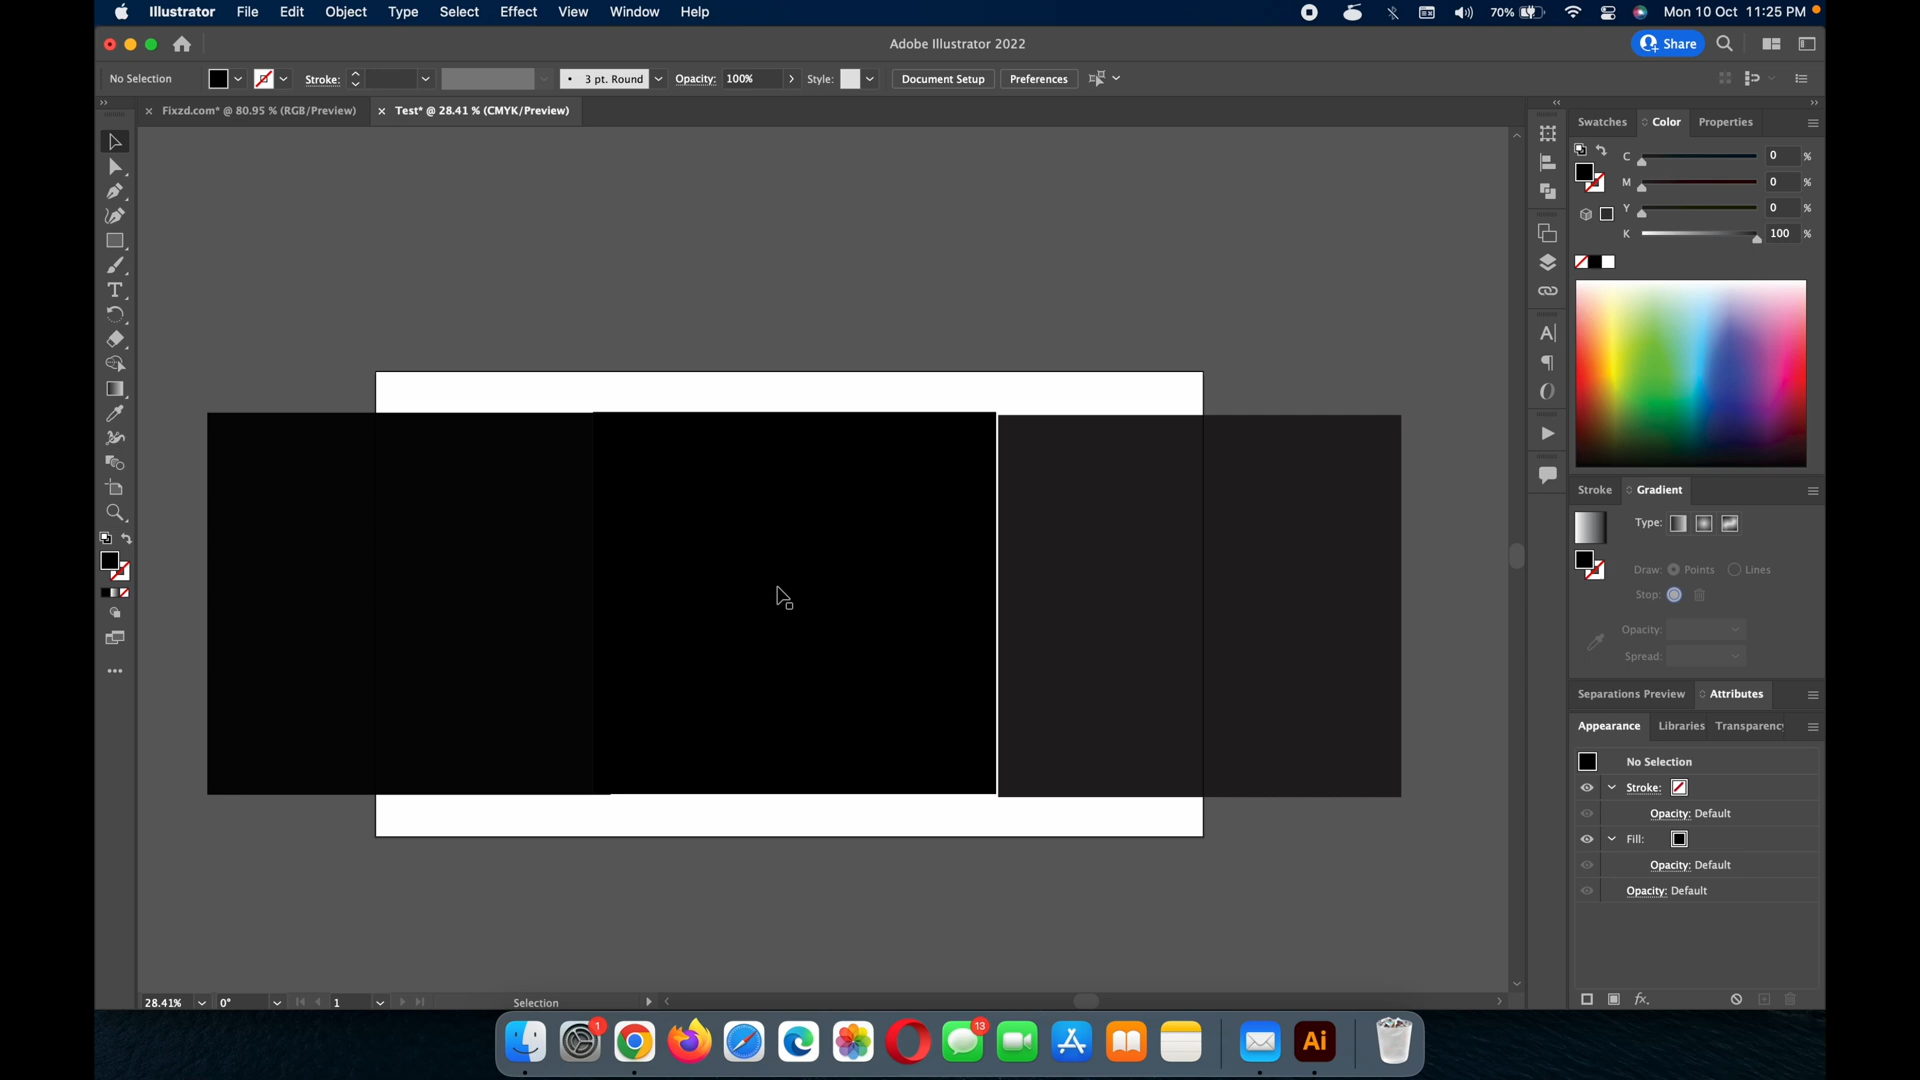 Illustrator File Edit Object Type Select Effect View Window Help 70% Mon 10 Oct 11:25 PM
Adobe Illustrator 2022 Share
No Selection Stroke: 3 pt. Round Opacity: 100% Style: Document Setup Preferences
Fixzd.com* @ 80.95 % (RGB/Preview) Test* @ 28.41 % (CMYK/Preview)
Swatches Color Properties
C 0 %
M 0 %
Y 0 %
K 100 %
Stroke Gradient
Type:
Draw: Points Lines
Stop:
Opacity:
Spread:
Separations Preview Attributes
Appearance Libraries Transparency
No Selection
Stroke:
Opacity: Default
Fill:
Opacity: Default
Opacity: Default
28.41% 0° 1 Selection
1 13 Ai